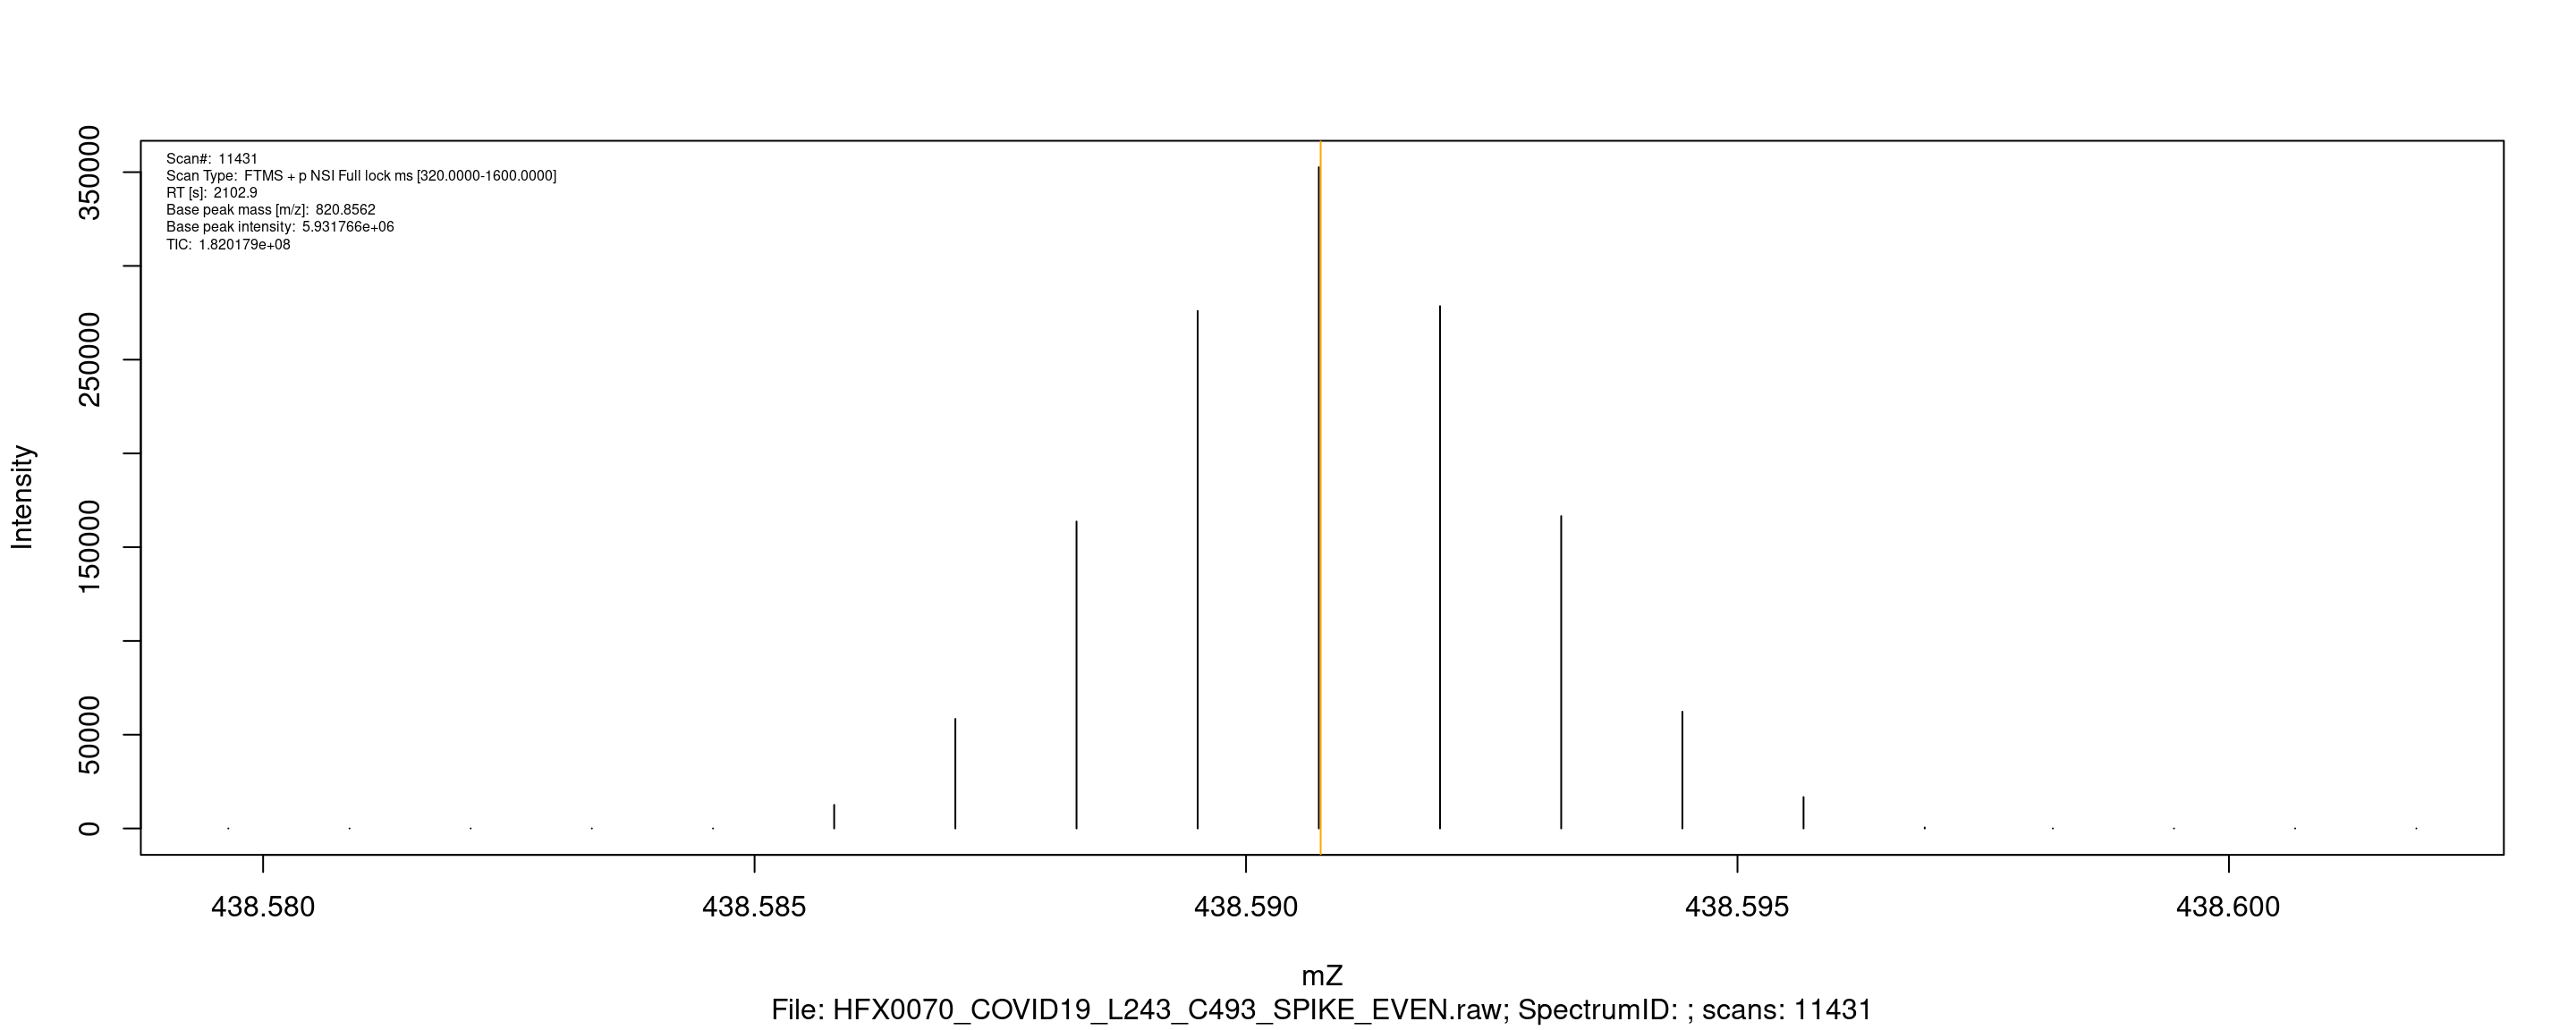 Scan#: 11431
Scan Type: FTMS + p NSI Full lock ms [320.0000-1600.0000]
RT [s]: 2102.9
Base peak mass [m/z]: 820.8562
Base peak intensity: 5.931766e+06
TIC: 1.820179e+08
Intensity
350000
250000
150000
50000
0
438.580 438.585 438.590 438.595 438.600
mZ
File: HFX0070_COVID19_L243_C493_SPIKE_EVEN.raw; SpectrumID: ; scans: 11431